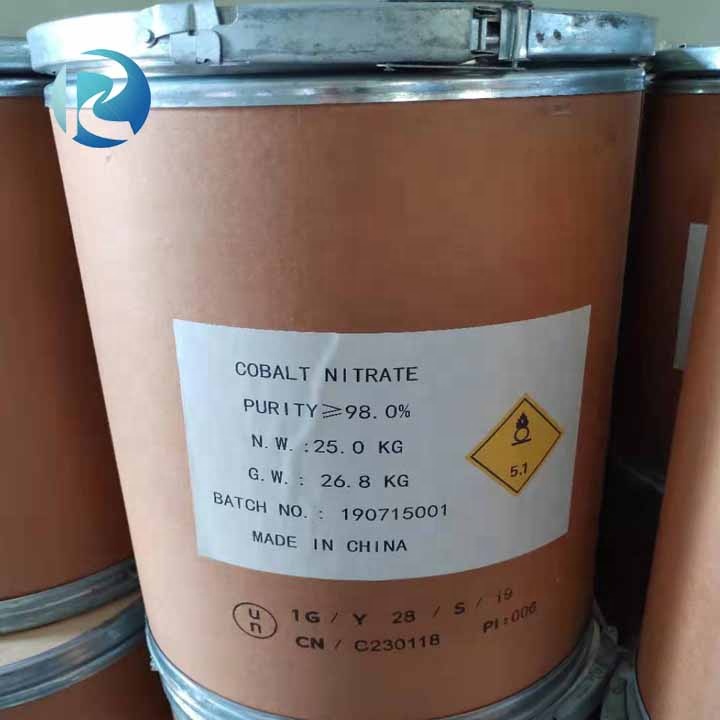 COBALT NITRATE
PURITY≥98.0%
N.W.:25.0 KG
G.W.: 26.8 KG
BATCH NO.: 190715001
MADE IN CHINA
5.1
un 1G / Y 28 / S / 19
CN / C230118 PI:006